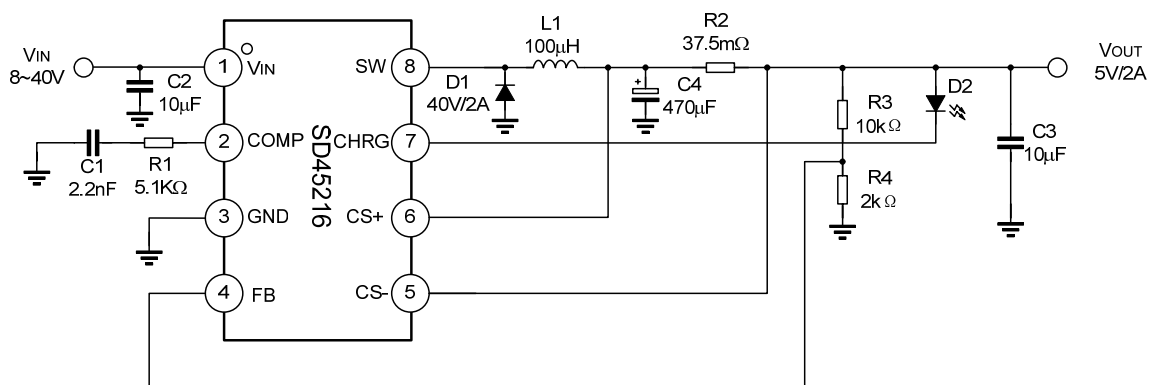 VIN
8~40V
C2
10μF
C1
2.2nF
R1
5.1KΩ
1
VIN
2
COMP
3
GND
4
FB
SD45216
SW
8
CHRG
7
CS+
6
CS-
5
D1
40V/2A
L1
100μH
+
C4
470μF
R2
37.5mΩ
R3
10kΩ
R4
2kΩ
D2
C3
10μF
VOUT
5V/2A